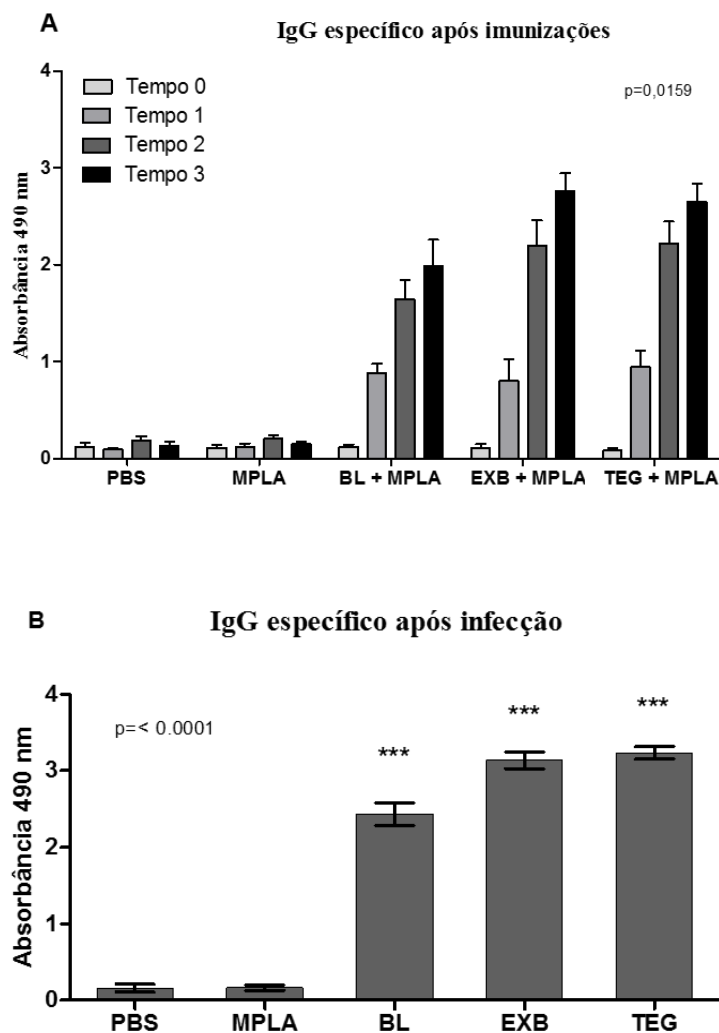 A
IgG específico após imunizações
4
3
2
1
0
Absorbância 490 nm
Tempo 0
Tempo 1
Tempo 2
Tempo 3
p=0,0159
PBS MPLA BL + MPLA EXB + MPLA TEG + MPLA
B
IgG específico após infecção
4
3
2
1
0
Absorbância 490 nm
p=< 0.0001
*** *** ***
PBS MPLA BL EXB TEG